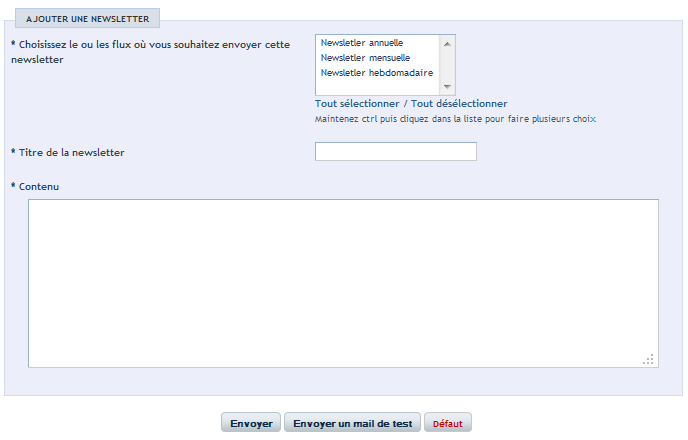 AJOUTER UNE NEWSLETTER
* Choisissez le ou les flux où vous souhaitez envoyer cette
newsletter
Newsletter annuelle
Newsletter mensuelle
Newsletter hebdomadaire
Tout sélectionner / Tout désélectionner
Maintenez ctrl puis cliquez dans la liste pour faire plusieurs choix
* Titre de la newsletter
* Contenu
Envoyer Envoyer un mail de test Défaut